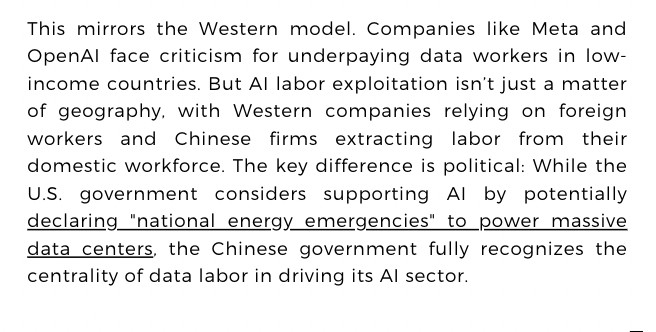 This mirrors the Western model. Companies like Meta and
OpenAI face criticism for underpaying data workers in low-
income countries. But AI labor exploitation isn't just a matter
of geography, with Western companies relying on foreign
workers and Chinese firms extracting labor from their
domestic workforce. The key difference is political: While the
U.S. government considers supporting AI by potentially
declaring "national energy emergencies" to power massive
data centers, the Chinese government fully recognizes the
centrality of data labor in driving its AI sector.